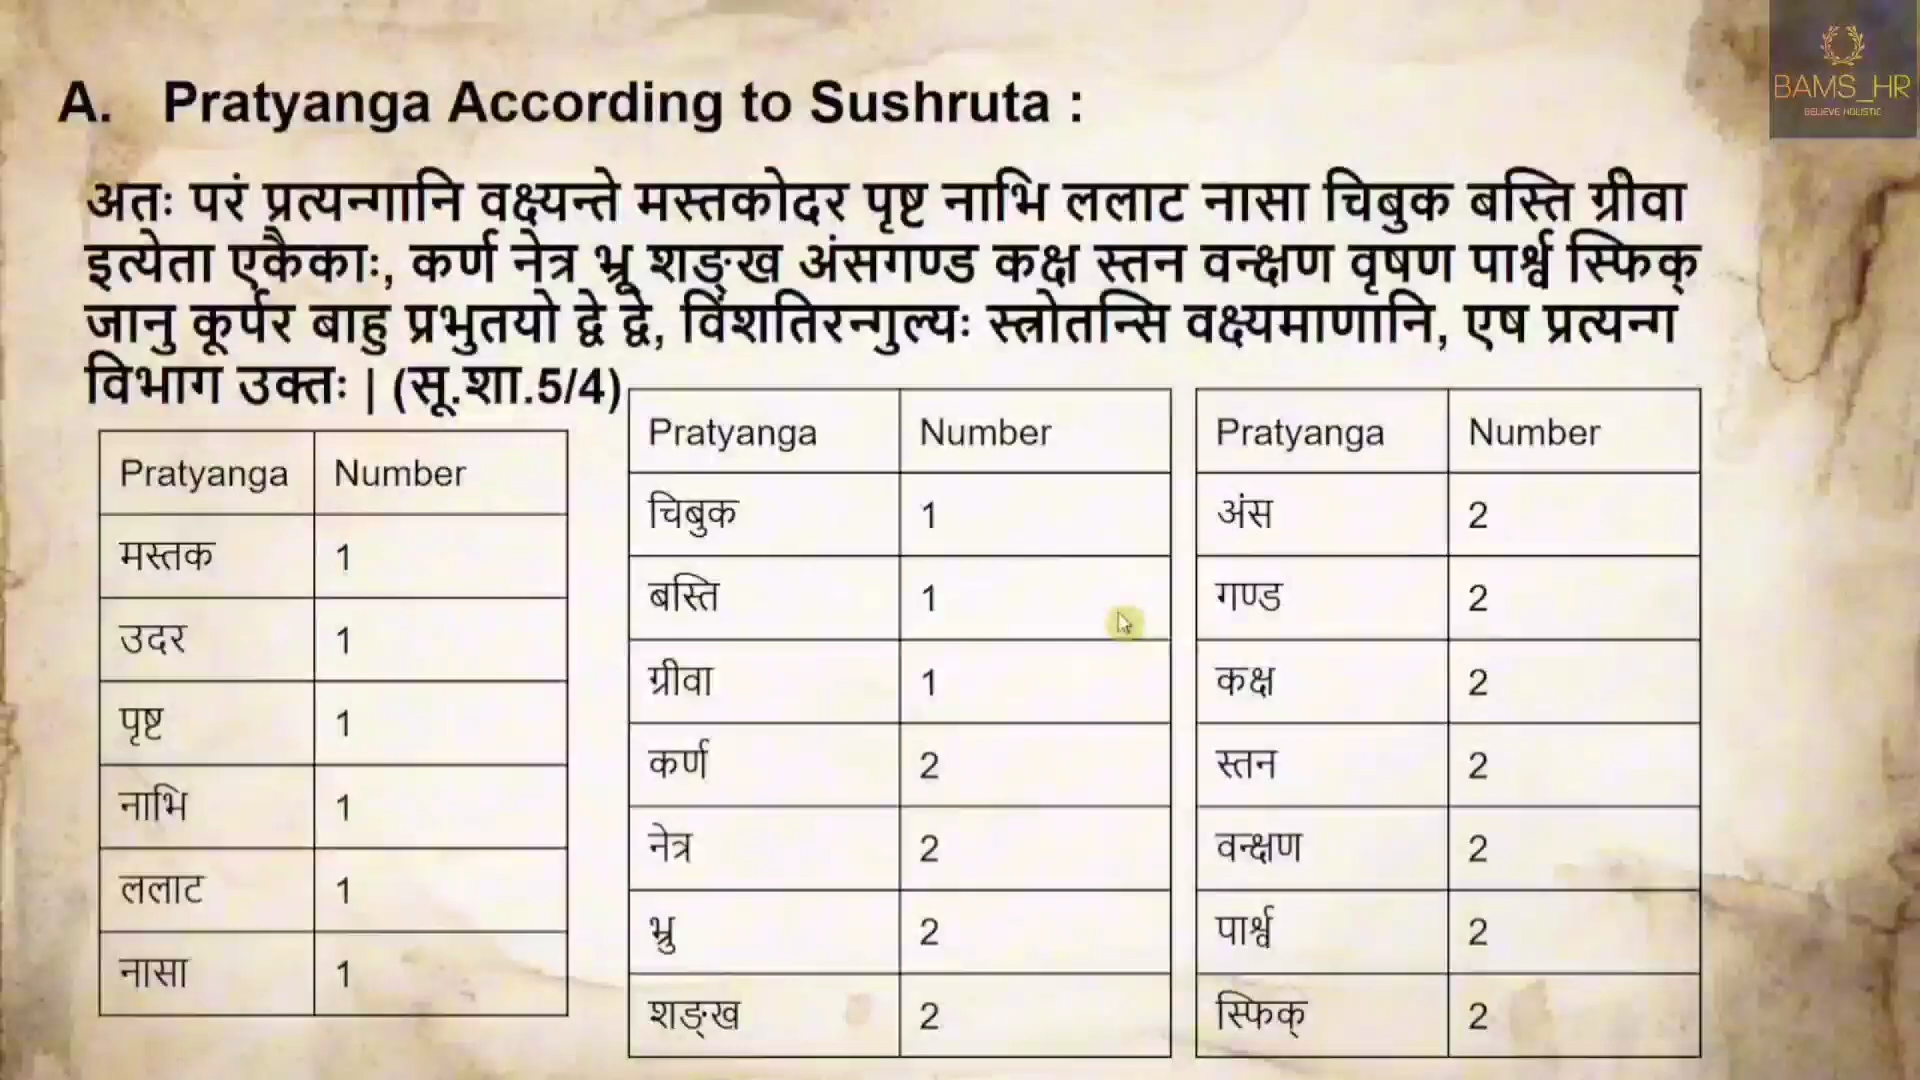 BAMS_HR
BELIEVE HOLISTIC
A. Pratyanga According to Sushruta :
अतः परं प्रत्यन्गानि वक्ष्यन्ते मस्तकोदर पृष्ट नाभि ललाट नासा चिबुक बस्ति ग्रीवा
इत्येता एकैकाः, कर्ण नेत्र भ्रू शङ्ख अंसगण्ड कक्ष स्तन वन्क्षण वृषण पार्श्व स्फिक्
जानु कूर्पर बाहु प्रभुतयो द्वे द्वे, विंशतिरन्गुल्यः स्त्रोतन्सि वक्ष्यमाणानि, एष प्रत्यन्ग
विभाग उक्तः | (सू.शा.5/4)
Pratyanga Number
मस्तक 1
उदर 1
पृष्ट 1
नाभि 1
ललाट 1
नासा 1
Pratyanga Number
चिबुक 1
बस्ति 1
ग्रीवा 1
कर्ण 2
नेत्र 2
भ्रु 2
शङ्ख 2
Pratyanga Number
अंस 2
गण्ड 2
कक्ष 2
स्तन 2
वन्क्षण 2
पार्श्व 2
स्फिक् 2